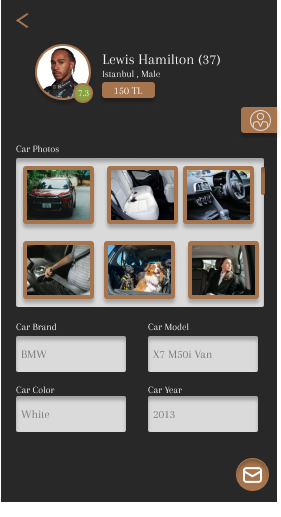 Lewis Hamilton (37)
Istanbul , Male
7.3
150 TL
Car Photos
Car Brand
Car Model
BMW
X7 M50i Van
Car Color
Car Year
White
2013